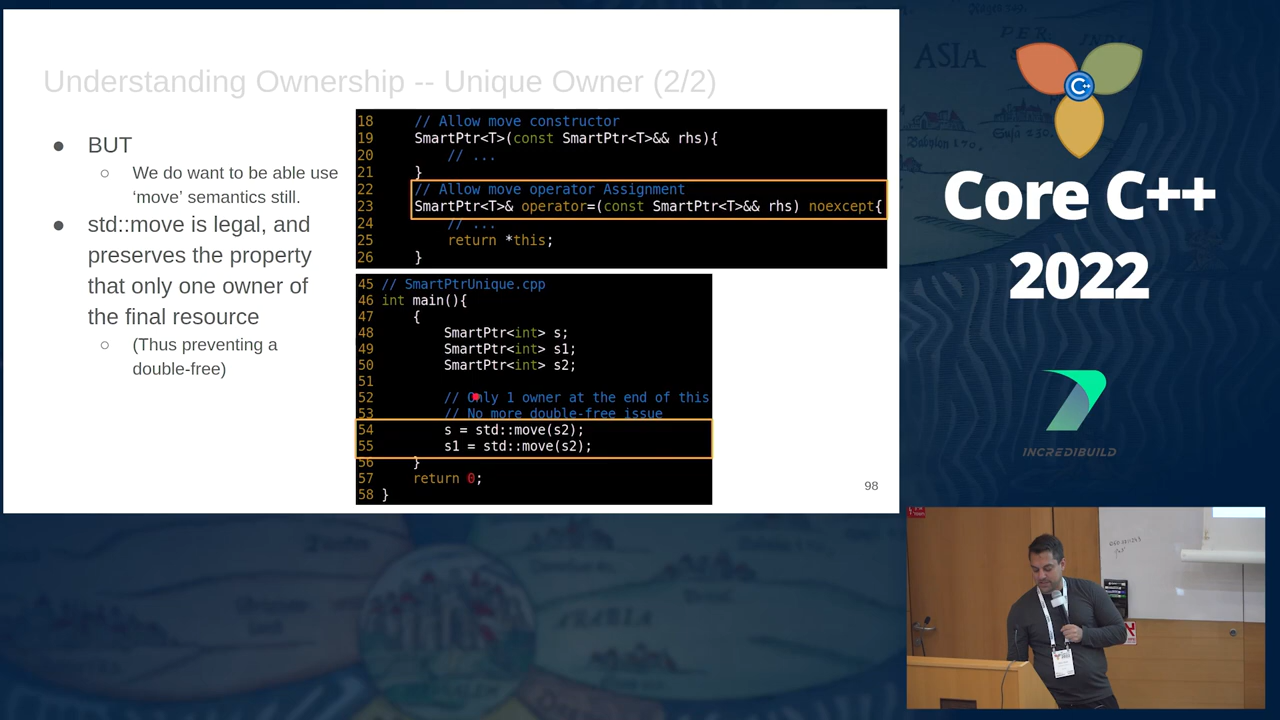 Understanding Ownership -- Unique Owner (2/2)
● BUT
○ We do want to be able use
‘move’ semantics still.
● std::move is legal, and
preserves the property
that only one owner of
the final resource
○ (Thus preventing a
double-free)
18 // Allow move constructor
19 SmartPtr<T>(const SmartPtr<T>&& rhs){
20 // ...
21 }
22 // Allow move operator Assignment
23 SmartPtr<T>& operator=(const SmartPtr<T>&& rhs) noexcept{
24 // ...
25 return *this;
26 }
45 // SmartPtrUnique.cpp
46 int main(){
47 {
48 SmartPtr<int> s;
49 SmartPtr<int> s1;
50 SmartPtr<int> s2;
51
52 // Only 1 owner at the end of this
53 // No more double-free issue
54 s = std::move(s2);
55 s1 = std::move(s2);
56 }
57 return 0;
58 }
98
ASIA
PER
INDIA
Babylon
C++
Core C++
2022
INCREDIBUILD
ARABIA